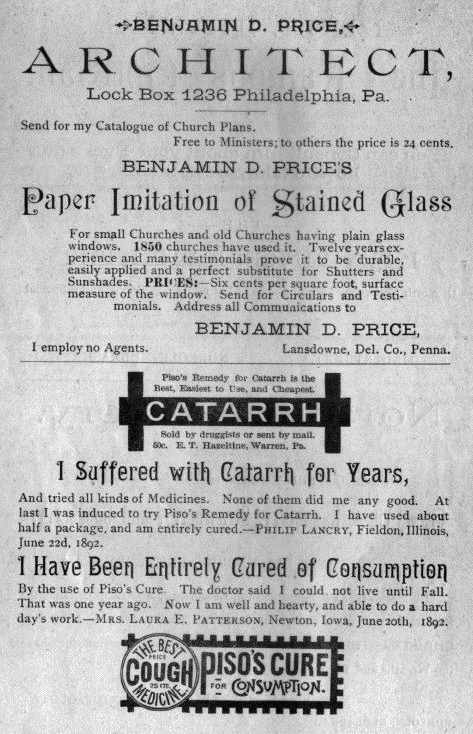 BENJAMIN D. PRICE,
ARCHITECT,
Lock Box 1236 Philadelphia, Pa.
Send for my Catalogue of Church Plans.
Free to Ministers; to others the price is 24 cents.
BENJAMIN D. PRICE'S
Paper Imitation of Stained Glass
For small Churches and old Churches having plain glass
windows. 1850 churches have used it. Twelve years ex-
perience and many testimonials prove it to be durable,
easily applied and a perfect substitute for Shutters and
Sunshades. PRICES:—Six cents per square foot, surface
measure of the window. Send for Circulars and Testi-
monials. Address all Communications to
BENJAMIN D. PRICE,
I employ no Agents. Lansdowne, Del. Co., Penna.
Piso's Remedy for Catarrh is the
Best, Easiest to Use, and Cheapest.
CATARRH
Sold by druggists or sent by mail.
50c. E. T. Hazeltine, Warren, Pa.
I Suffered with Catarrh for Years,
And tried all kinds of Medicines. None of them did me any good. At
last I was induced to try Piso's Remedy for Catarrh. I have used about
half a package, and am entirely cured.—PHILIP LANCRY, Fieldon, Illinois,
June 22d, 1892.
I Have Been Entirely Cured of Consumption
By the use of Piso's Cure. The doctor said I could not live until Fall.
That was one year ago. Now I am well and hearty, and able to do a hard
day's work.—MRS. LAURA E. PATTERSON, Newton, Iowa, June 20th, 1892.
THE BEST
PRICE
COUGH
25 CTS.
MEDICINE.
PISO'S CURE
FOR CONSUMPTION.